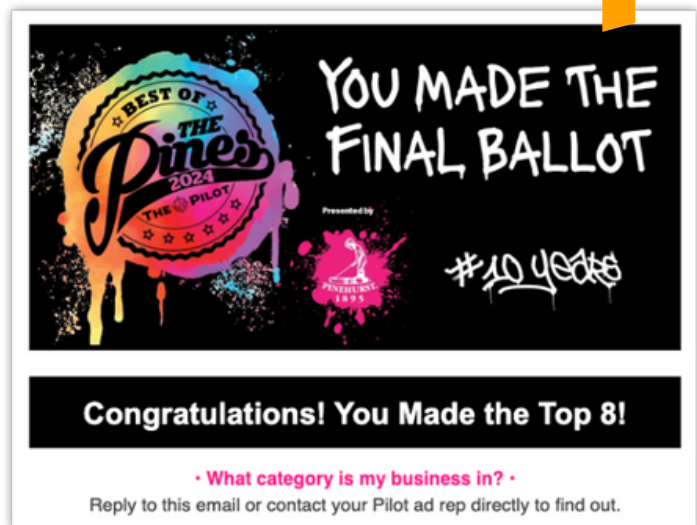 BEST OF
THE
Pines
2024
THE PILOT
YOU MADE THE
FINAL BALLOT
Presented by
PINEHURST
1895
#10 YEARS
Congratulations! You Made the Top 8!
• What category is my business in? •
Reply to this email or contact your Pilot ad rep directly to find out.